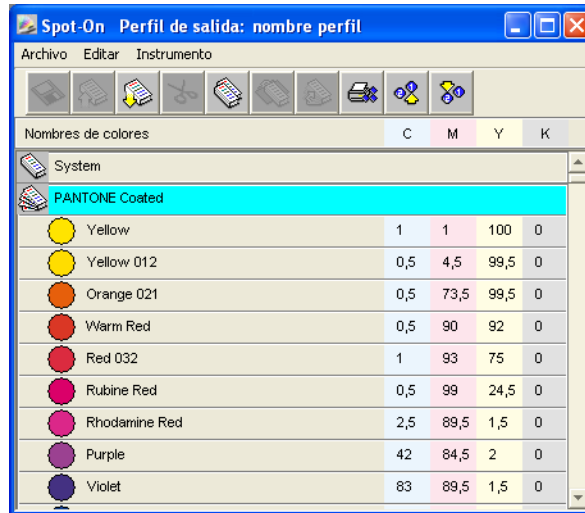 Spot-On Perfil de salida: nombre perfil
Archivo Editar Instrumento
Nombres de colores C M Y K
System
PANTONE Coated
Yellow 1 1 100 0
Yellow 012 0,5 4,5 99,5 0
Orange 021 0,5 73,5 99,5 0
Warm Red 0,5 90 92 0
Red 032 1 93 75 0
Rubine Red 0,5 99 24,5 0
Rhodamine Red 2,5 89,5 1,5 0
Purple 42 84,5 2 0
Violet 83 89,5 1,5 0